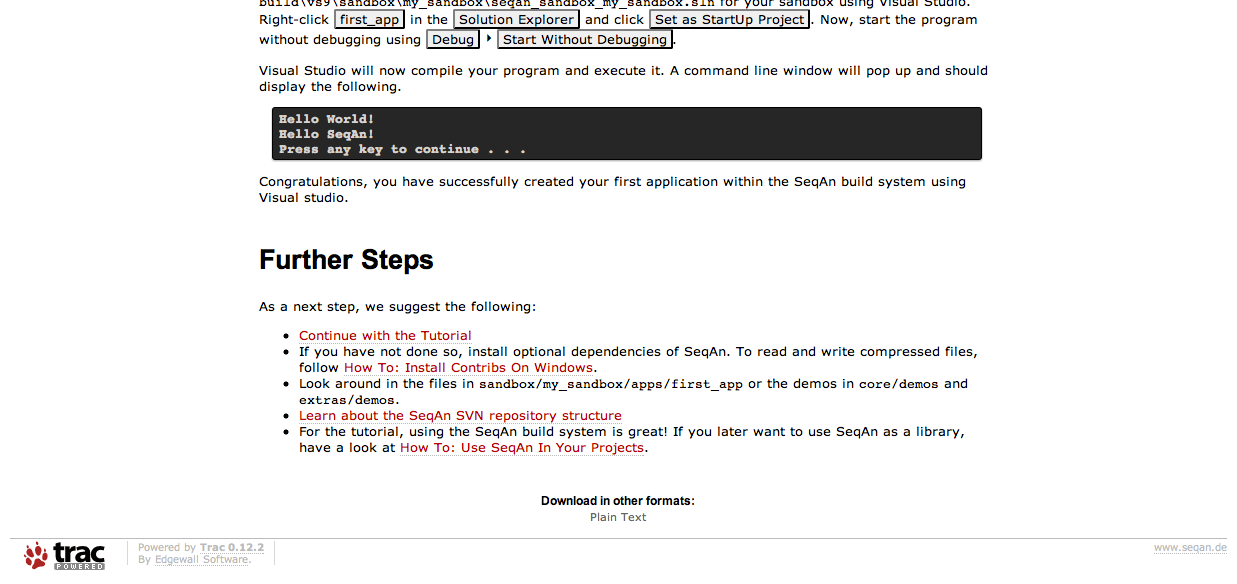 build\vs9\sandbox\my_sandbox\seqan_sandbox_my_sandbox.sln for your sandbox using Visual Studio.
Right-click first_app in the Solution Explorer and click Set as StartUp Project. Now, start the program
without debugging using Debug ‣ Start Without Debugging.
Visual Studio will now compile your program and execute it. A command line window will pop up and should
display the following.
Hello World!
Hello SeqAn!
Press any key to continue . . .
Congratulations, you have successfully created your first application within the SeqAn build system using
Visual studio.
Further Steps
As a next step, we suggest the following:
• Continue with the Tutorial
• If you have not done so, install optional dependencies of SeqAn. To read and write compressed files,
follow How To: Install Contribs On Windows.
• Look around in the files in sandbox/my_sandbox/apps/first_app or the demos in core/demos and
extras/demos.
• Learn about the SeqAn SVN repository structure
• For the tutorial, using the SeqAn build system is great! If you later want to use SeqAn as a library,
have a look at How To: Use SeqAn In Your Projects.
Download in other formats:
Plain Text
trac
POWERED
Powered by Trac 0.12.2
By Edgewall Software.
www.seqan.de